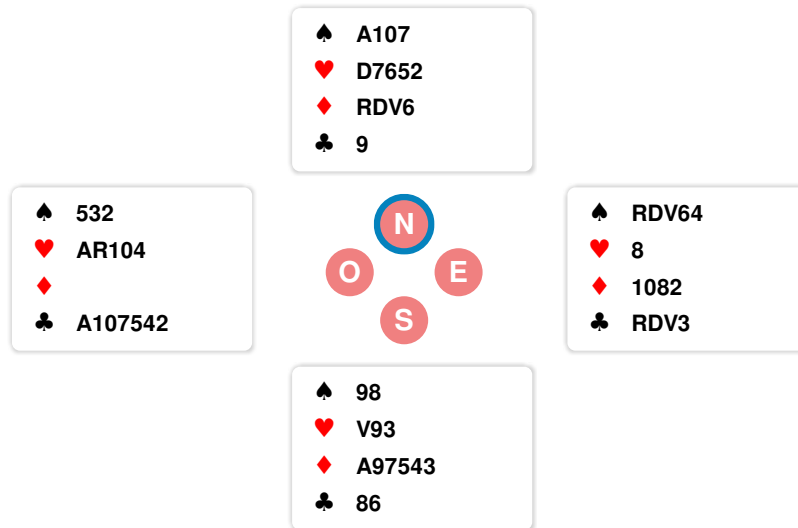 ♠ A107
♥ D7652
♦ RDV6
♣ 9
♠ 532
♥ AR104
♦
♣ A107542
N
O E
S
♠ RDV64
♥ 8
♦ 1082
♣ RDV3
♠ 98
♥ V93
♦ A97543
♣ 86